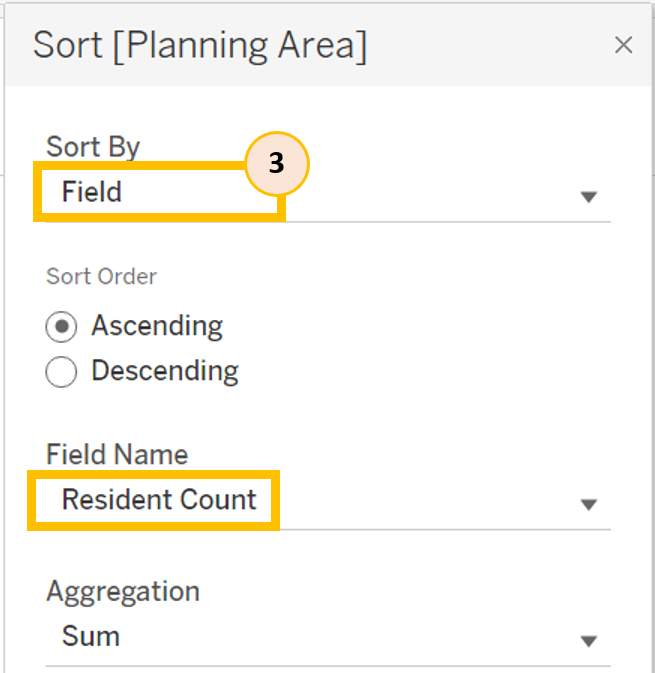 Sort [Planning Area]
Sort By
3
Field
Sort Order
Ascending
Descending
Field Name
Resident Count
Aggregation
Sum